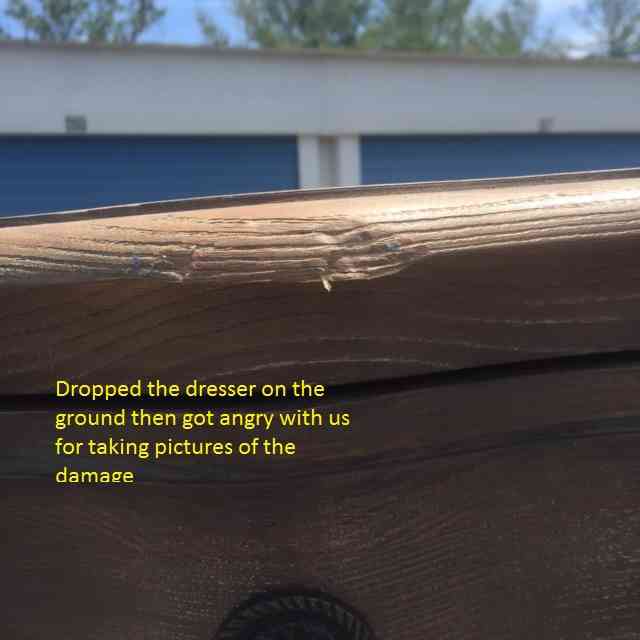 Dropped the dresser on the
ground then got angry with us
for taking pictures of the
damage